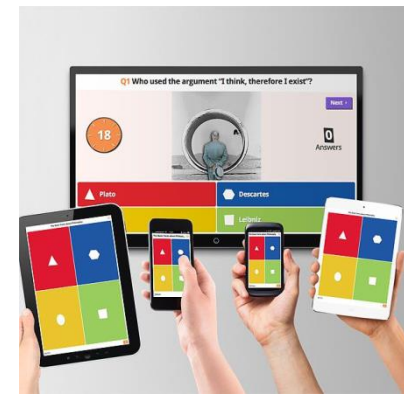 Q1 Who used the argument "I think, therefore I exist"?
Next ›
18
0
Answers
Plato
Descartes
Leibniz